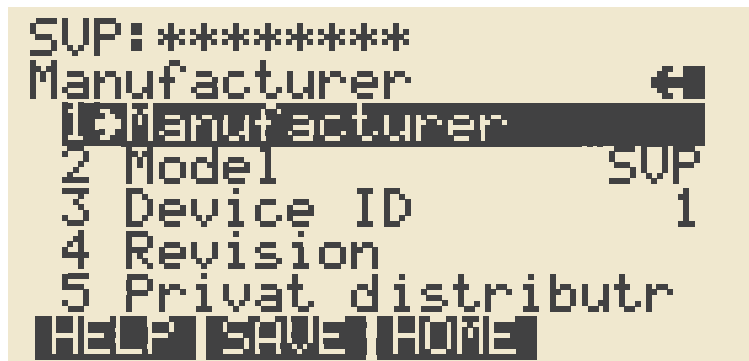 SVP:********
Manufacturer
1→Manufacturer
2 Model SVP
3 Device ID 1
4 Revision
5 Privat distributr
HELP SAVE HOME